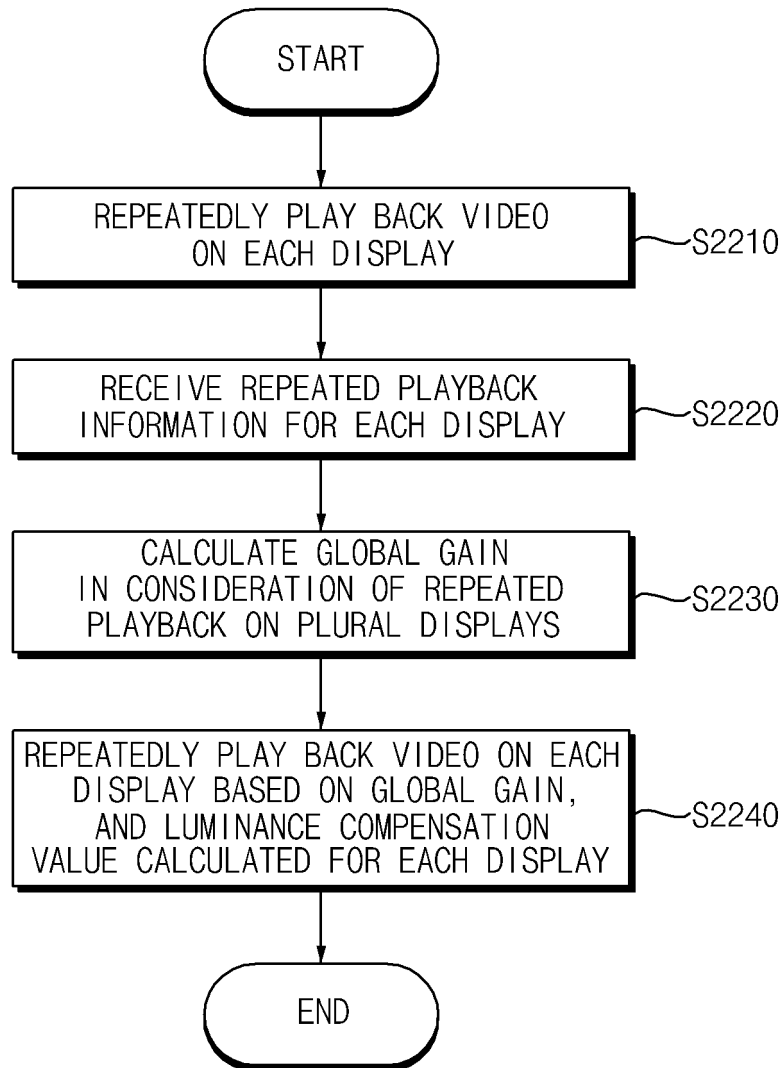 START
REPEATEDLY PLAY BACK VIDEO
ON EACH DISPLAY
S2210
RECEIVE REPEATED PLAYBACK
INFORMATION FOR EACH DISPLAY
S2220
CALCULATE GLOBAL GAIN
IN CONSIDERATION OF REPEATED
PLAYBACK ON PLURAL DISPLAYS
S2230
REPEATEDLY PLAY BACK VIDEO ON EACH
DISPLAY BASED ON GLOBAL GAIN,
AND LUMINANCE COMPENSATION
VALUE CALCULATED FOR EACH DISPLAY
S2240
END